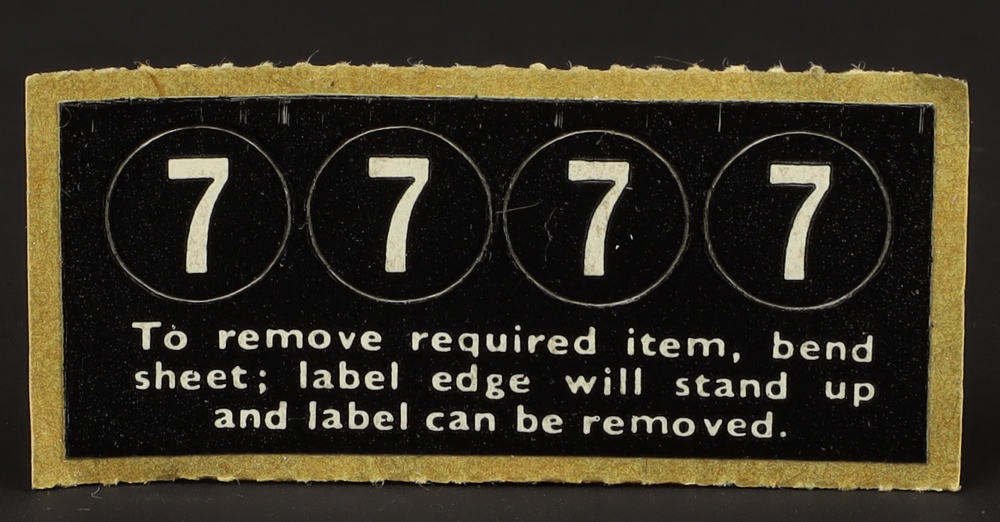 7 7 7 7
To remove required item, bend
sheet; label edge will stand up
and label can be removed.